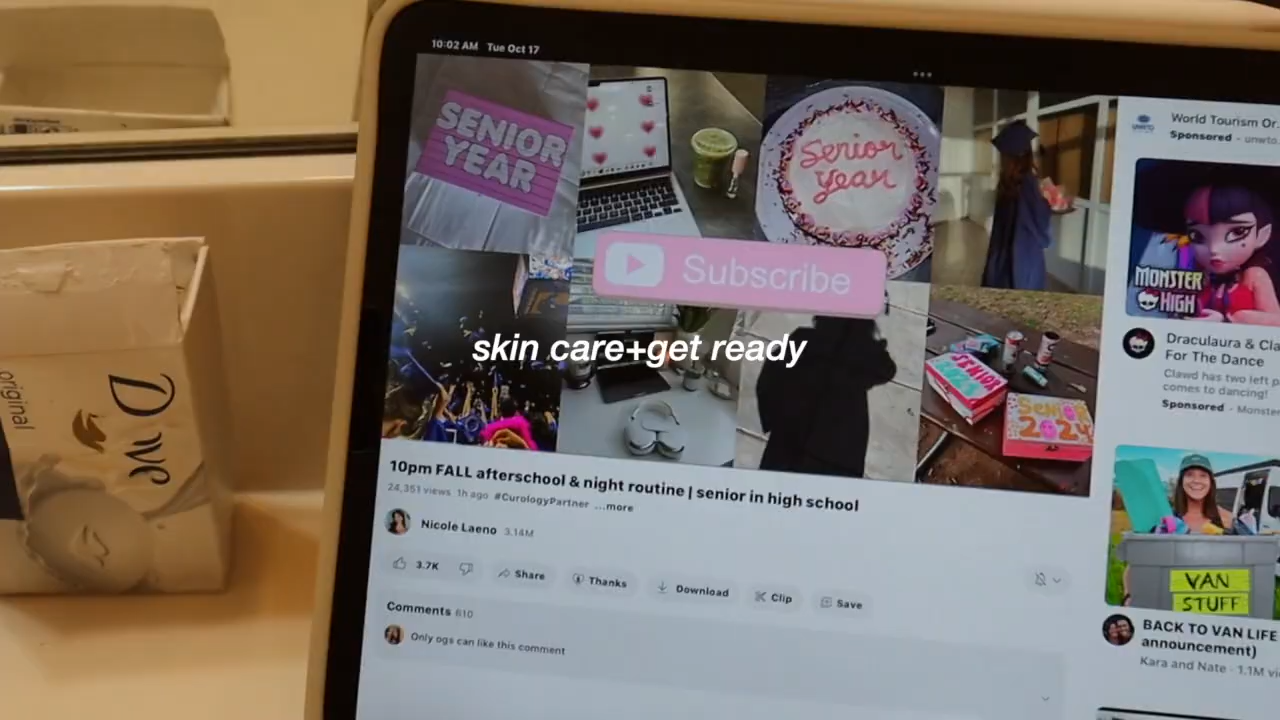 10:02 AM Tue Oct 17
SENIOR
YEAR
Senior
year
Subscribe
skin care+get ready
SENIOR
2024
10pm FALL afterschool & night routine | senior in high school
24,351 views 1h ago #CurologyPartner ...more
Nicole Laeno 3.14M
3.7K
Share
Thanks
Download
Clip
Save
Comments 610
Only ogs can like this comment
World Tourism Or
Sponsored - unwto.
MONSTER
HIGH
Draculaura & Cla
For The Dance
Clawd has two left p
comes to dancing!
Sponsored - Monste
VAN
STUFF
BACK TO VAN LIFE
announcement)
Kara and Nate · 1.1M vi
Dove
original